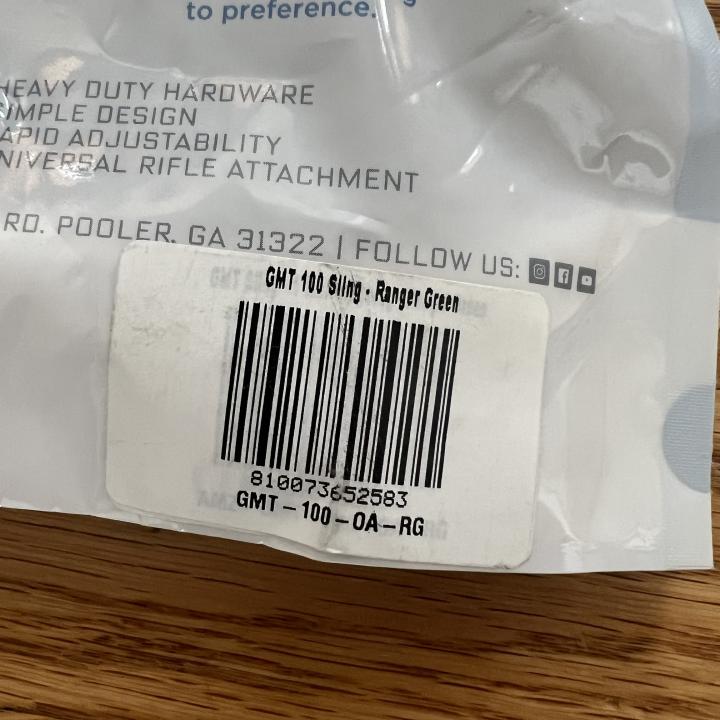 to preference.
HEAVY DUTY HARDWARE
IMPLE DESIGN
APID ADJUSTABILITY
NIVERSAL RIFLE ATTACHMENT
RD. POOLER, GA 31322 | FOLLOW US:
GMT 100 Sling - Ranger Green
810073652583
GMT-100-OA-RG